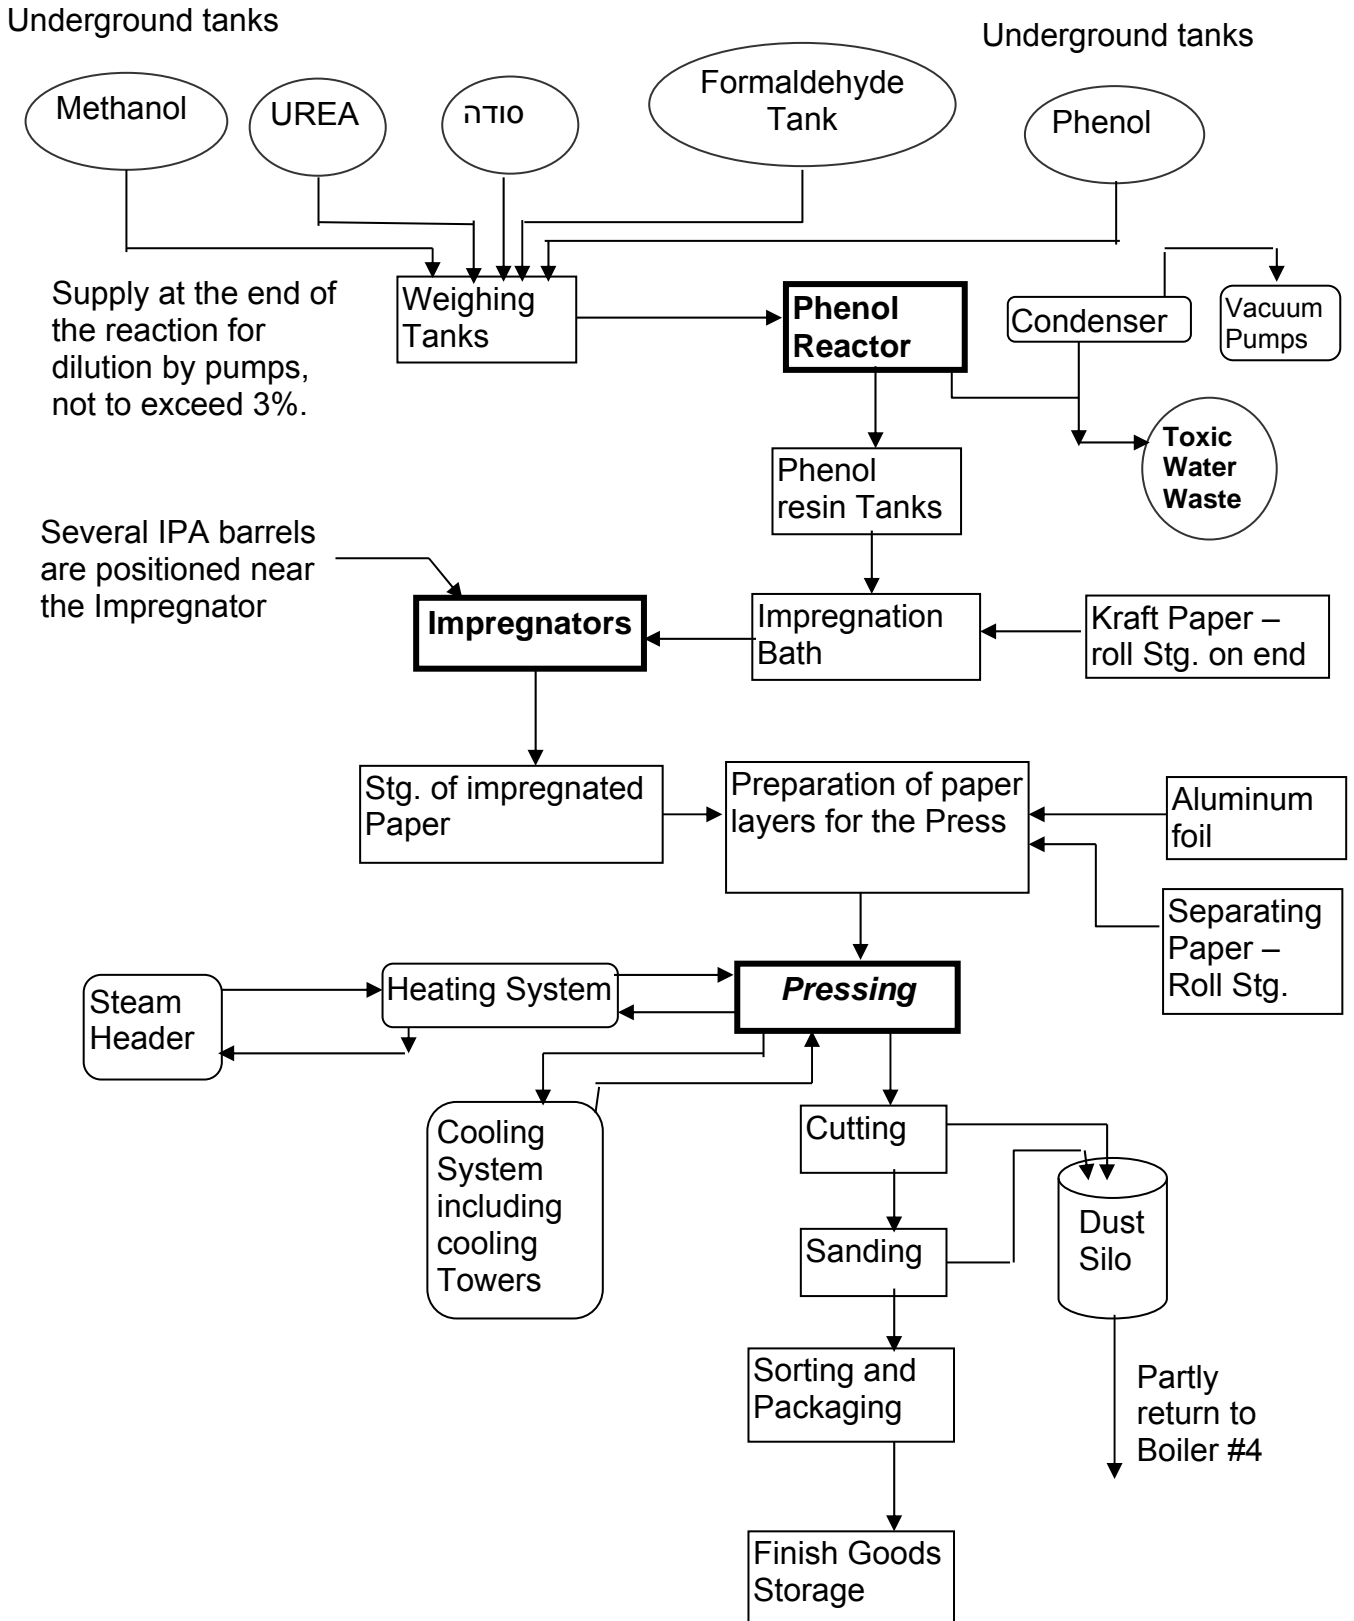 Underground tanks
Underground tanks
Methanol
UREA
סודה
Formaldehyde
Tank
Phenol
Supply at the end of
the reaction for
dilution by pumps,
not to exceed 3%.
Weighing
Tanks
Phenol
Reactor
Condenser
Vacuum
Pumps
Toxic
Water
Waste
Phenol
resin Tanks
Several IPA barrels
are positioned near
the Impregnator
Impregnators
Impregnation
Bath
Kraft Paper –
roll Stg. on end
Stg. of impregnated
Paper
Preparation of paper
layers for the Press
Aluminum
foil
Separating
Paper –
Roll Stg.
Steam
Header
Heating System
Pressing
Cooling
System
including
cooling
Towers
Cutting
Sanding
Dust
Silo
Sorting and
Packaging
Partly
return to
Boiler #4
Finish Goods
Storage